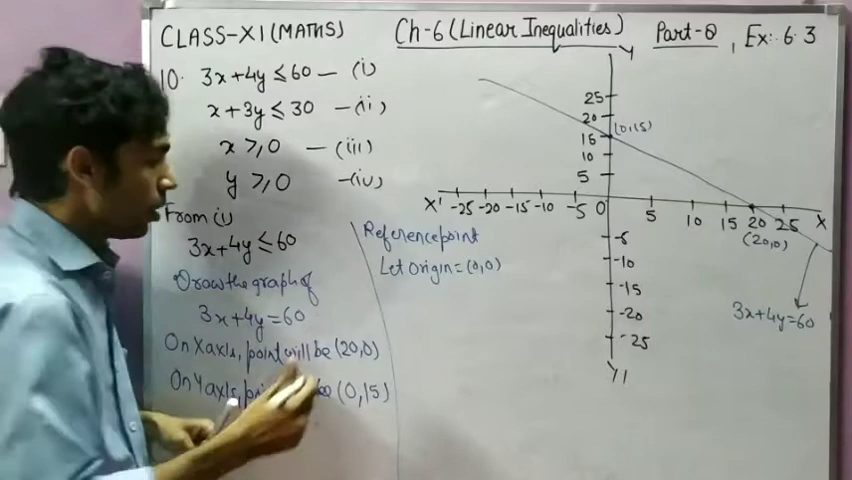 CLASS-XI (MATHS)
Ch-6 (Linear Inequalities)
Part-8, Ex:- 6.3
10. 3x+4y ≤ 60 — (i)
x+3y ≤ 30 — (ii)
x ≥ 0 — (iii)
y ≥ 0 — (iv)
From (i)
3x+4y ≤ 60
Draw the graph of
3x+4y=60
On X axis, point will be (20,0)
On Y axis, be (0,15)
Reference point
Let Origin = (0,0)
Y
25
20
15
10
5
(0,15)
X' -25 -20 -15 -10 -5 0 5 10 15 20 25 X
(20,0)
-5
-10
-15
-20
-25
Y'
3x+4y=60